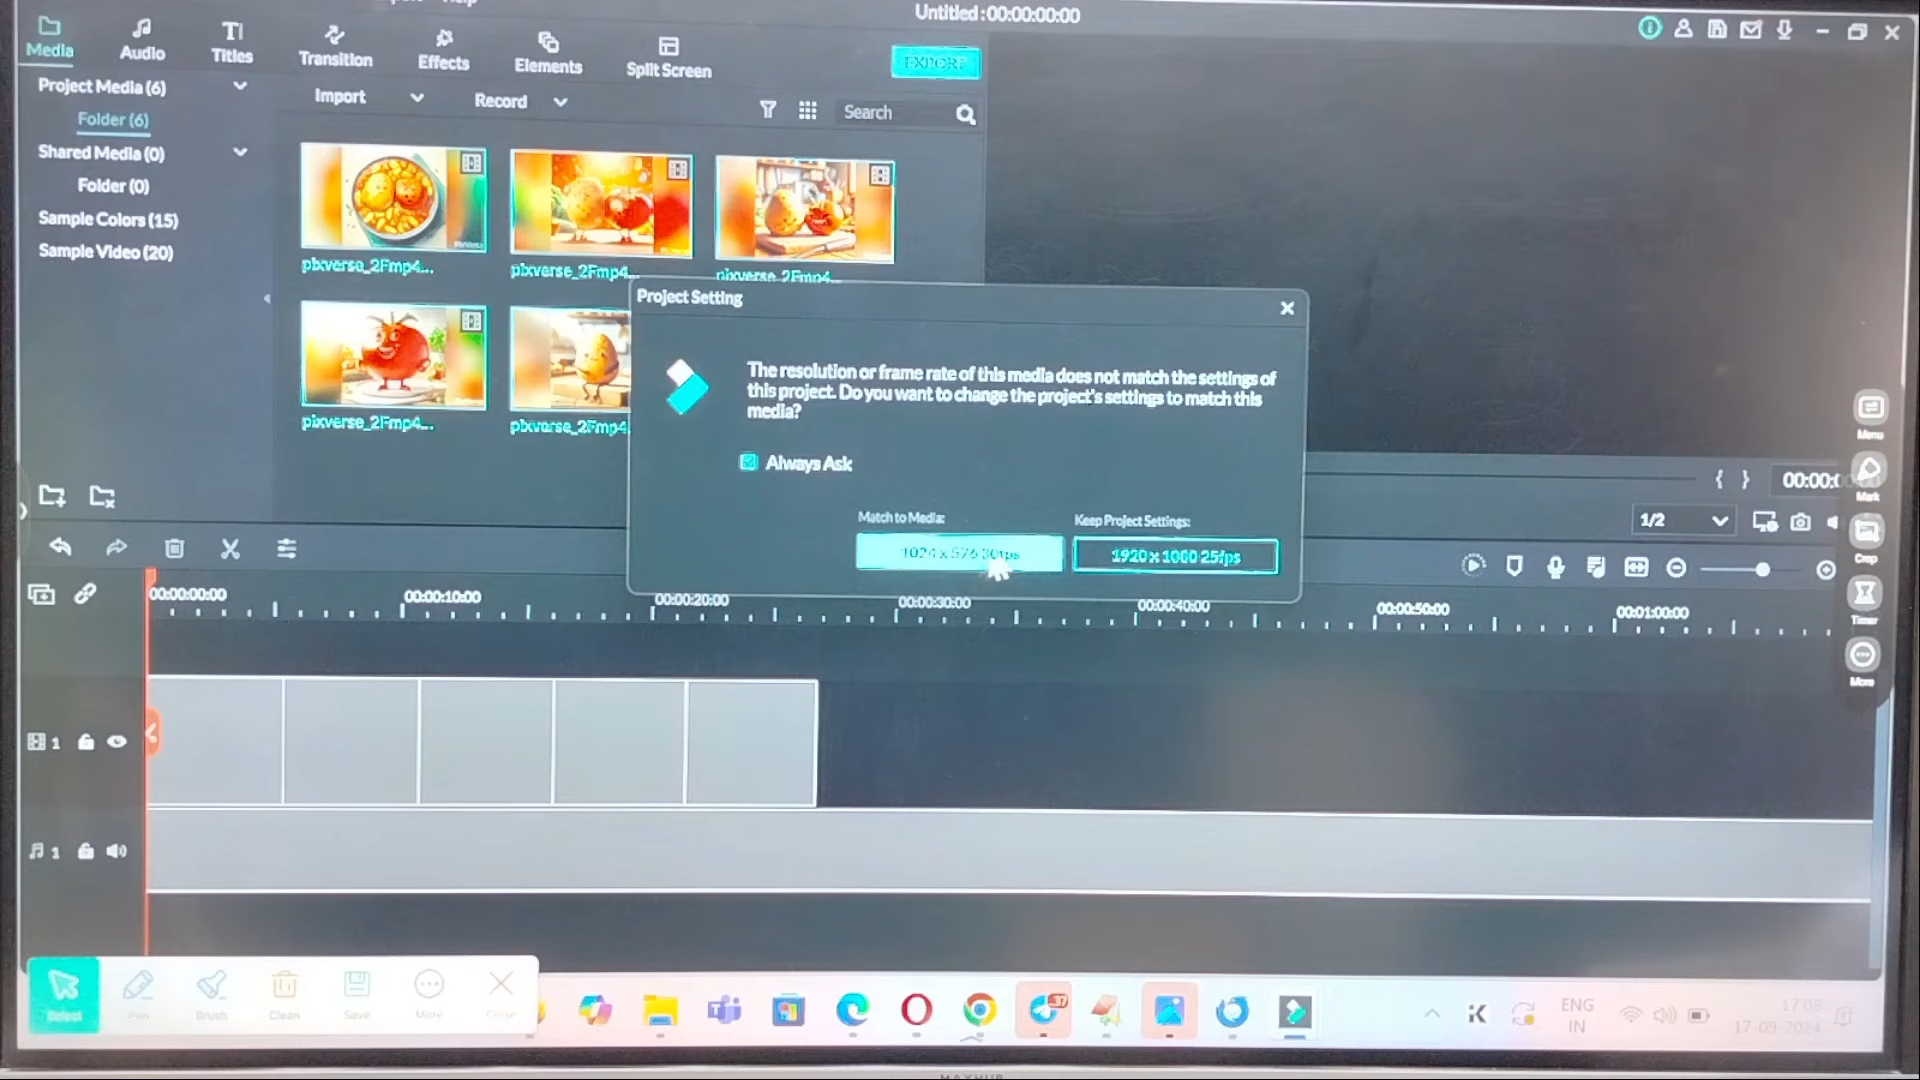 Untitled : 00:00:00:00
Media
Audio
Titles
Transition
Effects
Elements
Split Screen
EXPORT
Project Media (6)
Folder (6)
Shared Media (0)
Folder (0)
Sample Colors (15)
Sample Video (20)
Import
Record
Search
pixverse_2Fmp4...
pixverse_2Fmp4...
pixverse_2Fmp4...
pixverse_2Fmp4...
pixverse_2Fmp4
Project Setting
The resolution or frame rate of this media does not match the settings of
this project. Do you want to change the project's settings to match this
media?
Always Ask
Match to Media:
Keep Project Settings:
1024 x 576 30fps
1920 x 1080 25fps
00:00:0
1/2
Menu
Mark
Crop
Timer
More
00:00:00:00
00:00:10:00
00:00:20:00
00:00:30:00
00:00:40:00
00:00:50:00
00:01:00:00
1
1
Select
Pen
Brush
Clean
Save
More
Close
37
ENG
IN
17:08
17-09-2024
MAXHUB